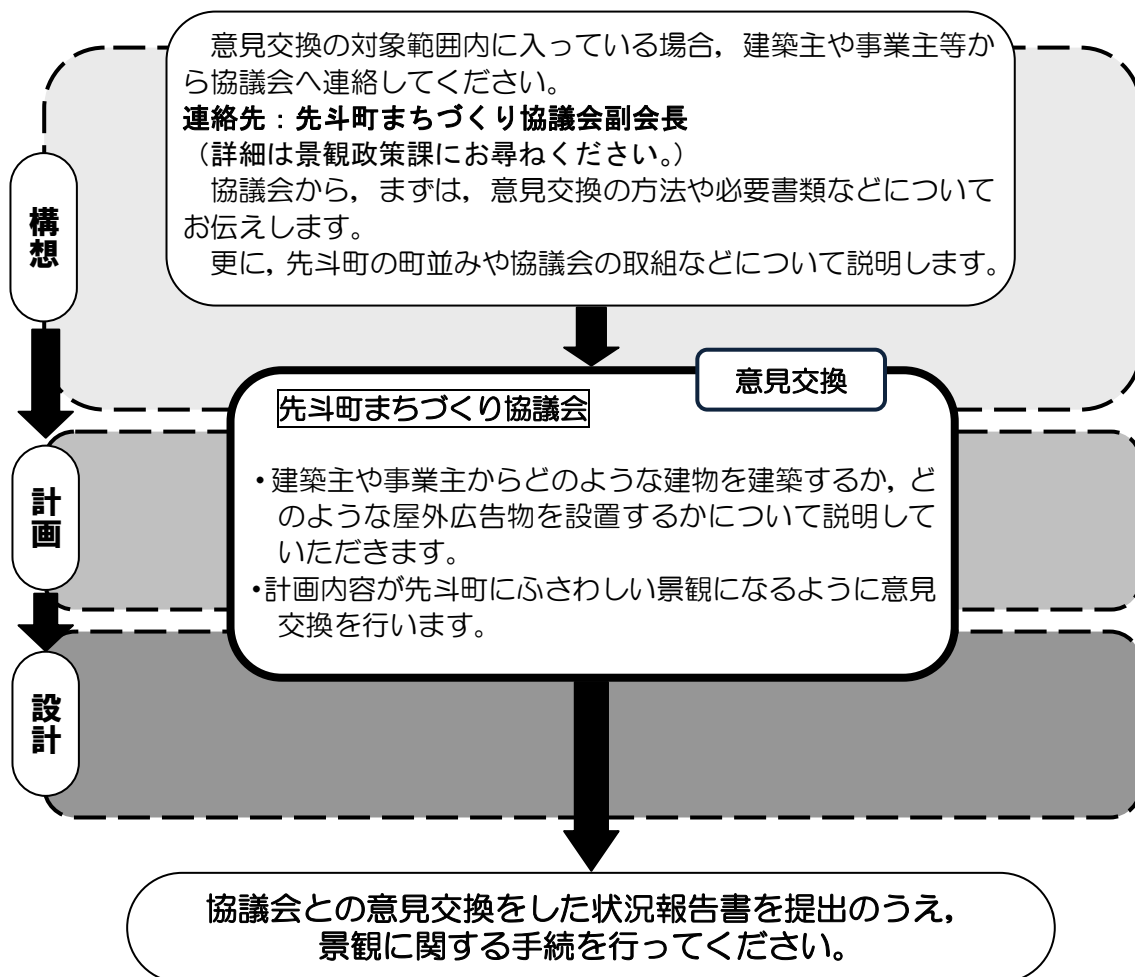 意見交換の対象範囲内に入っている場合，建築主や事業主等か
ら協議会へ連絡してください。
連絡先：先斗町まちづくり協議会副会長
（詳細は景観政策課にお尋ねください。）
協議会から，まずは，意見交換の方法や必要書類などについて
お伝えします。
更に，先斗町の町並みや協議会の取組などについて説明します。
構想
意見交換
先斗町まちづくり協議会
・建築主や事業主からどのような建物を建築するか，ど
のような屋外広告物を設置するかについて説明して
いただきます。
・計画内容が先斗町にふさわしい景観になるように意見
交換を行います。
計画
設計
協議会との意見交換をした状況報告書を提出のうえ，
景観に関する手続を行ってください。